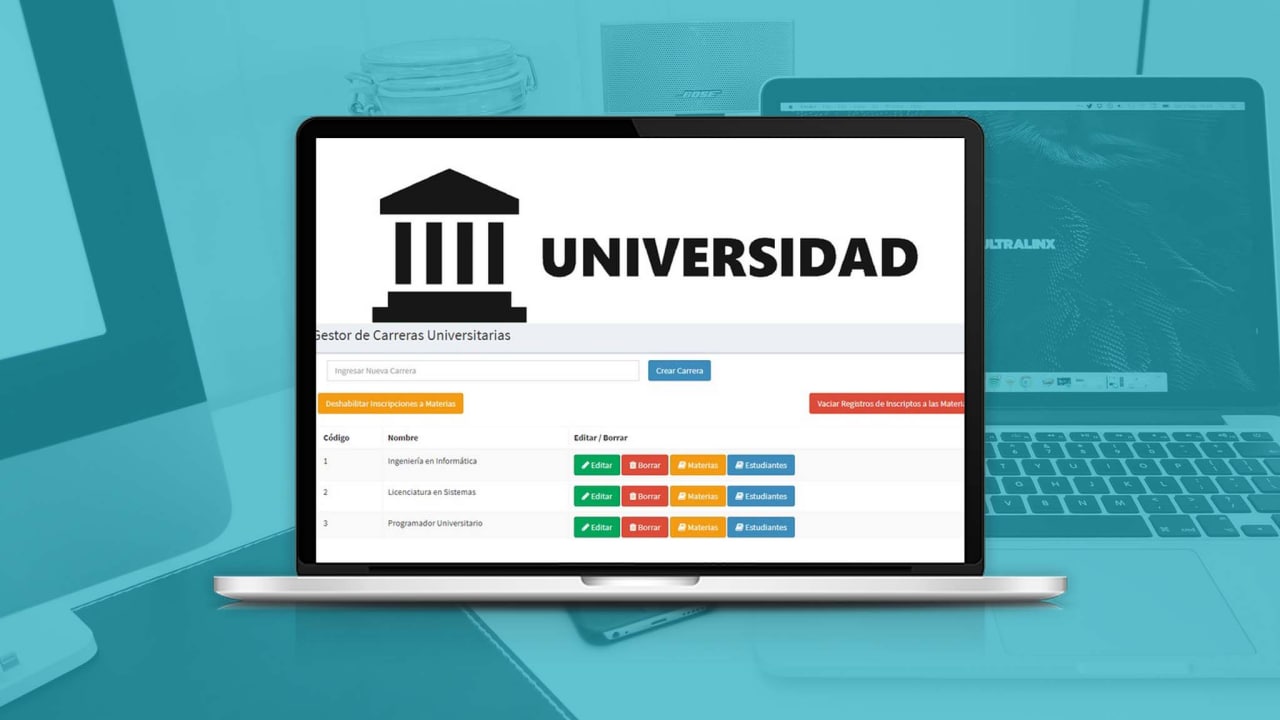 BOSE
ULTRALINX
UNIVERSIDAD
Gestor de Carreras Universitarias
Ingresar Nueva Carrera
Crear Carrera
Deshabilitar Inscripciones a Materias
Vaciar Registros de Inscriptos a las Materia
Código Nombre Editar / Borrar
1 Ingeniería en Informática Editar Borrar Materias Estudiantes
2 Licenciatura en Sistemas Editar Borrar Materias Estudiantes
3 Programador Universitario Editar Borrar Materias Estudiantes